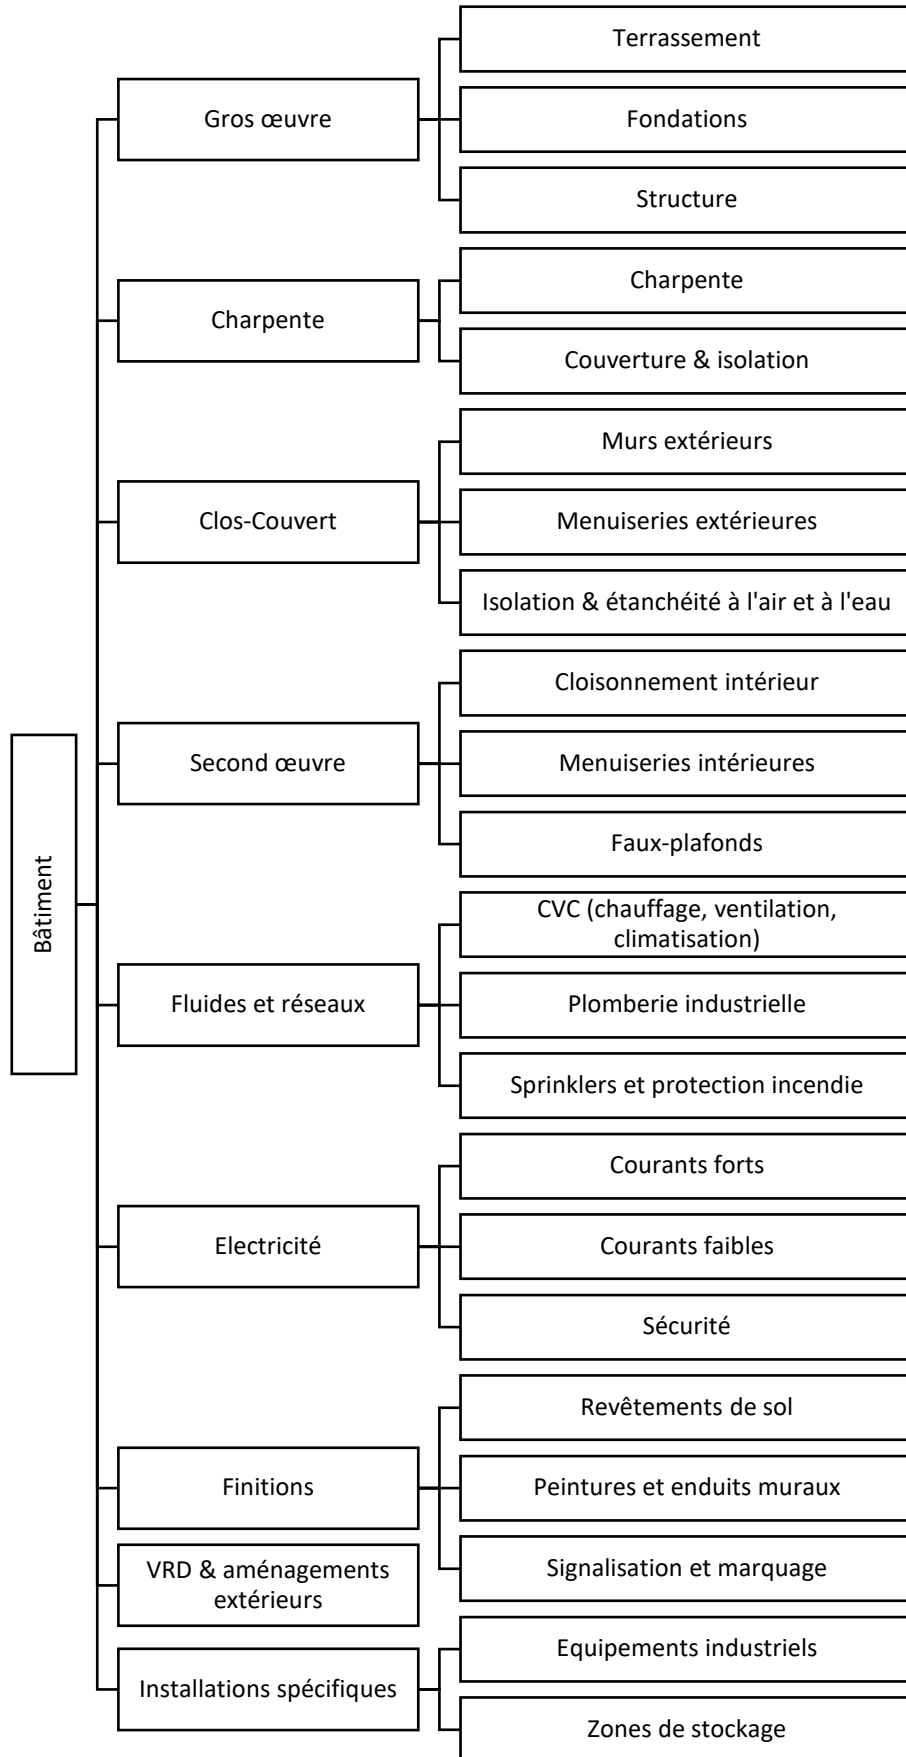 Bâtiment
Gros œuvre
Terrassement
Fondations
Structure
Charpente
Charpente
Couverture & isolation
Clos-Couvert
Murs extérieurs
Menuiseries extérieures
Isolation & étanchéité à l'air et à l'eau
Second œuvre
Cloisonnement intérieur
Menuiseries intérieures
Faux-plafonds
Fluides et réseaux
CVC (chauffage, ventilation,
climatisation)
Plomberie industrielle
Sprinklers et protection incendie
Electricité
Courants forts
Courants faibles
Sécurité
Finitions
Revêtements de sol
Peintures et enduits muraux
Signalisation et marquage
VRD & aménagements
extérieurs
Installations spécifiques
Equipements industriels
Zones de stockage